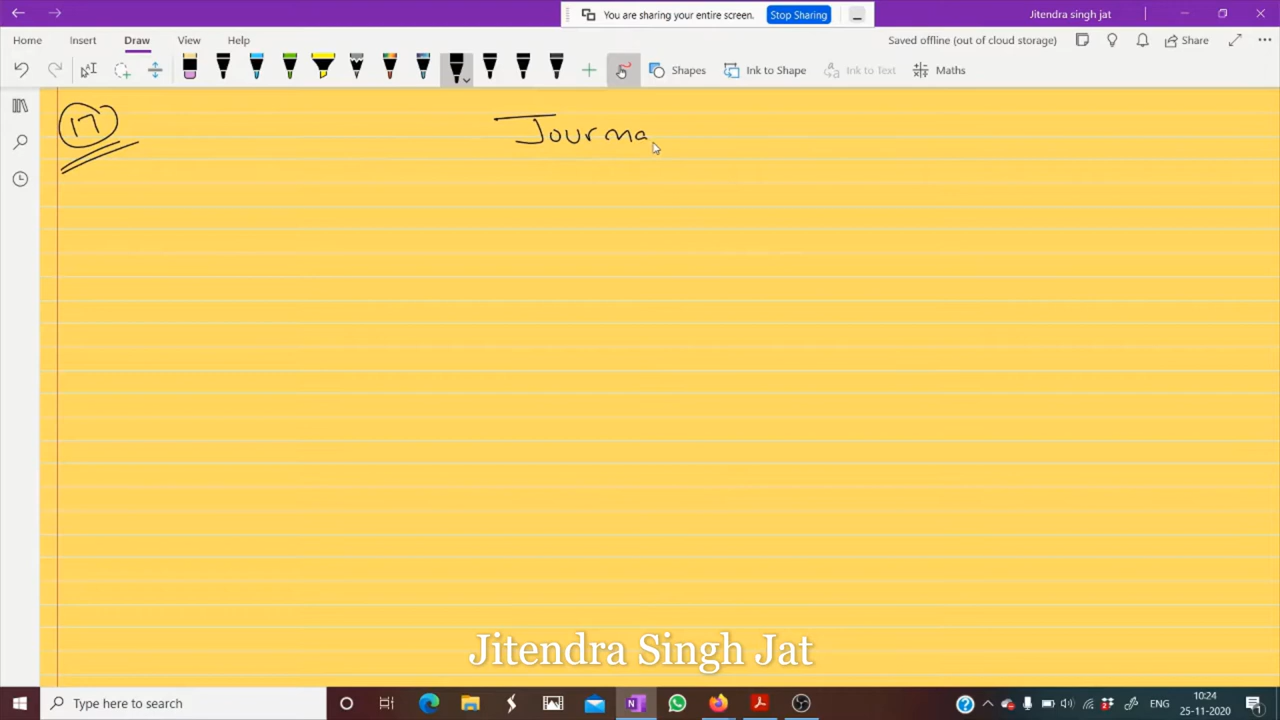 You are sharing your entire screen. Stop Sharing
Jitendra singh jat
Home Insert Draw View Help
Saved offline (out of cloud storage) Share
Shapes Ink to Shape Ink to Text Maths
17 Journa
Jitendra Singh Jat
Type here to search
ENG 10:24
25-11-2020